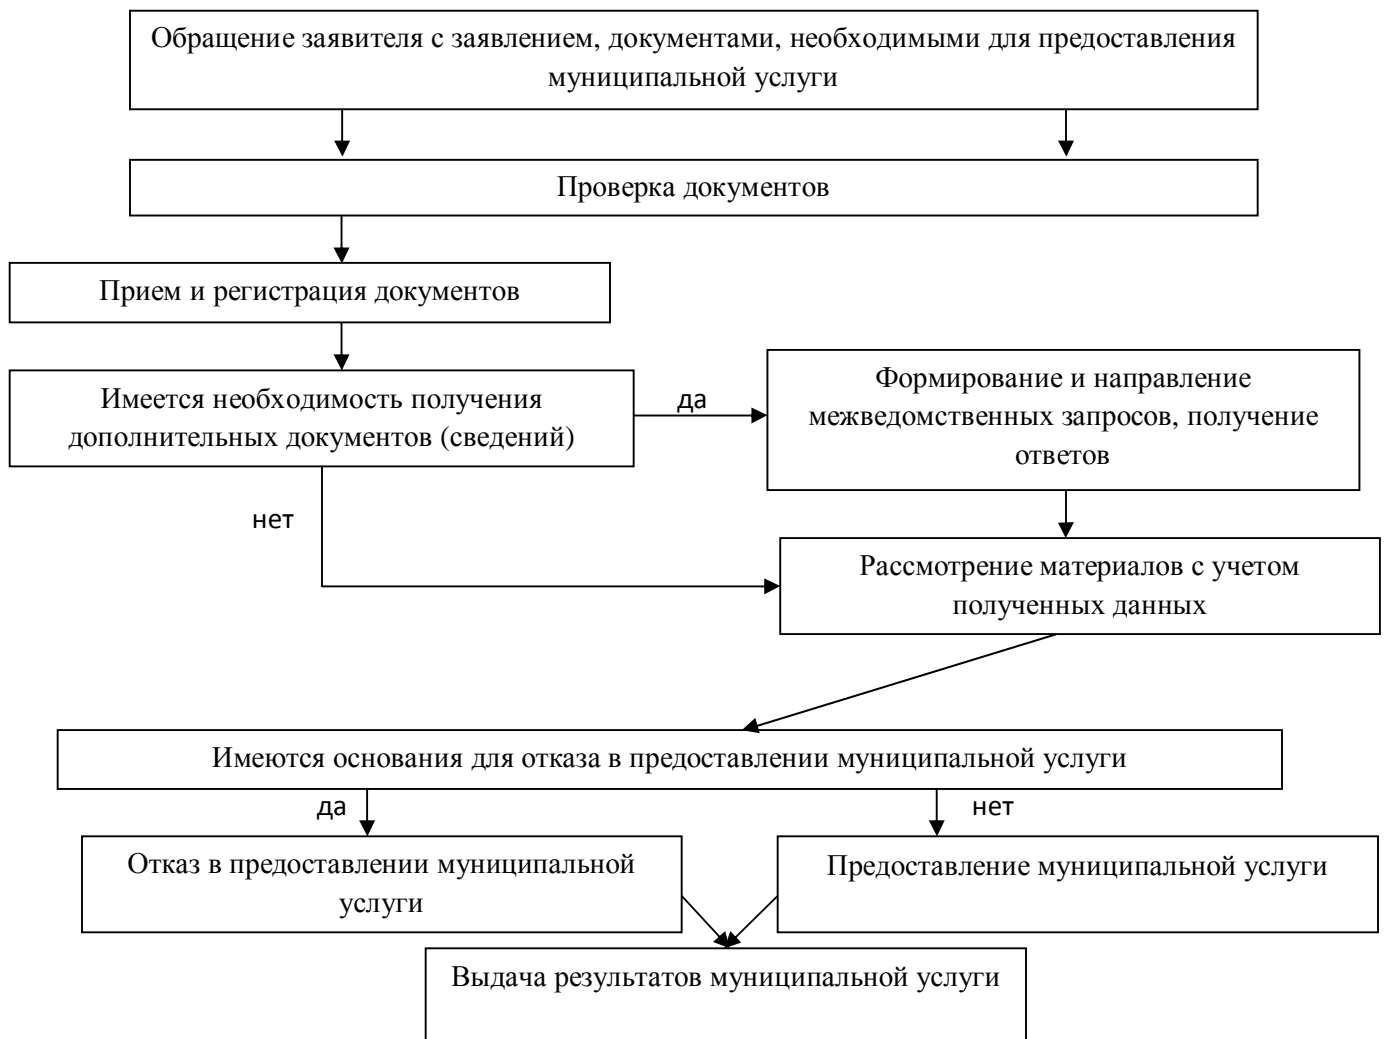 Обращение заявителя с заявлением, документами, необходимыми для предоставления
муниципальной услуги
Проверка документов
Прием и регистрация документов
Имеется необходимость получения
дополнительных документов (сведений)
да
Формирование и направление
межведомственных запросов, получение
ответов
нет
Рассмотрение материалов с учетом
полученных данных
Имеются основания для отказа в предоставлении муниципальной услуги
да
нет
Отказ в предоставлении муниципальной
услуги
Предоставление муниципальной услуги
Выдача результатов муниципальной услуги